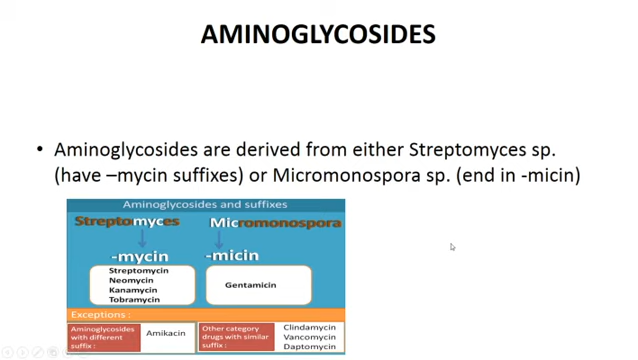 AMINOGLYCOSIDES
• Aminoglycosides are derived from either Streptomyces sp.
(have –mycin suffixes) or Micromonospora sp. (end in -micin)
Aminoglycosides and suffixes
Streptomyces
Micromonospora
-mycin
-micin
Streptomycin
Neomycin
Kanamycin
Tobramycin
Gentamicin
Exceptions :
Aminoglycosides
with different
suffix :
Amikacin
Other category
drugs with similar
suffix :
Clindamycin
Vancomycin
Daptomycin